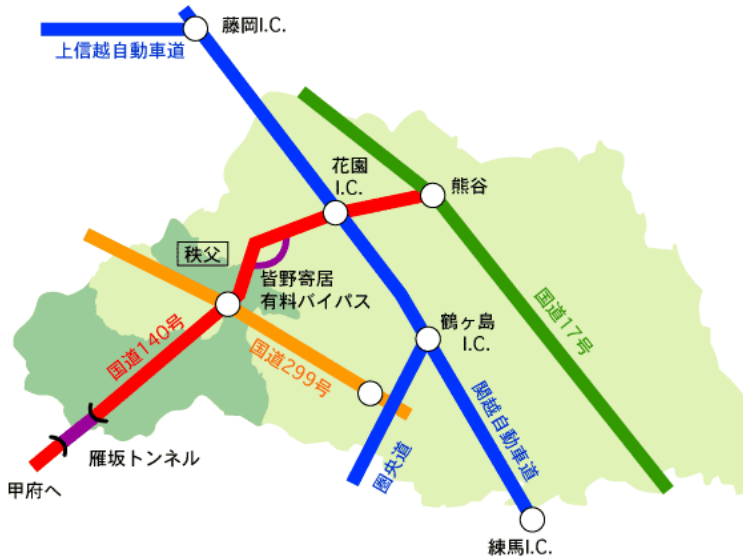 藤岡I.C.
上信越自動車道
花園
I.C.
熊谷
秩父
皆野寄居
有料バイパス
国道17号
鶴ヶ島
I.C.
国道140号
国道299号
関越自動車道
雁坂トンネル
圏央道
甲府へ
練馬I.C.